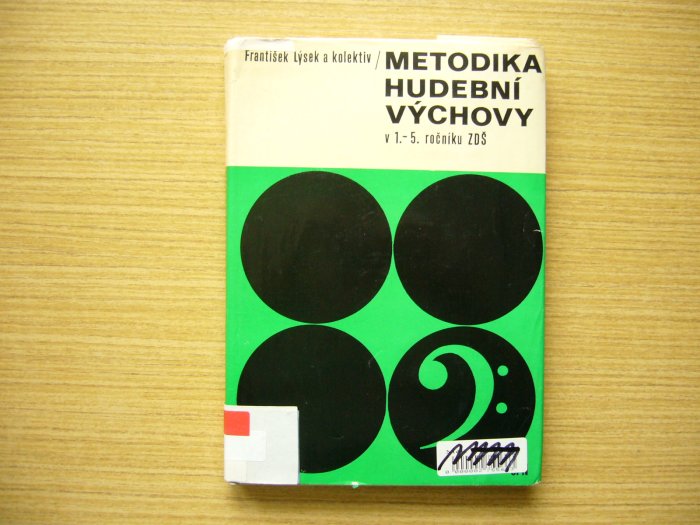 František Lýsek a kolektiv /
METODIKA
HUDEBNÍ
VÝCHOVY
v 1.–5. ročníku ZDŠ